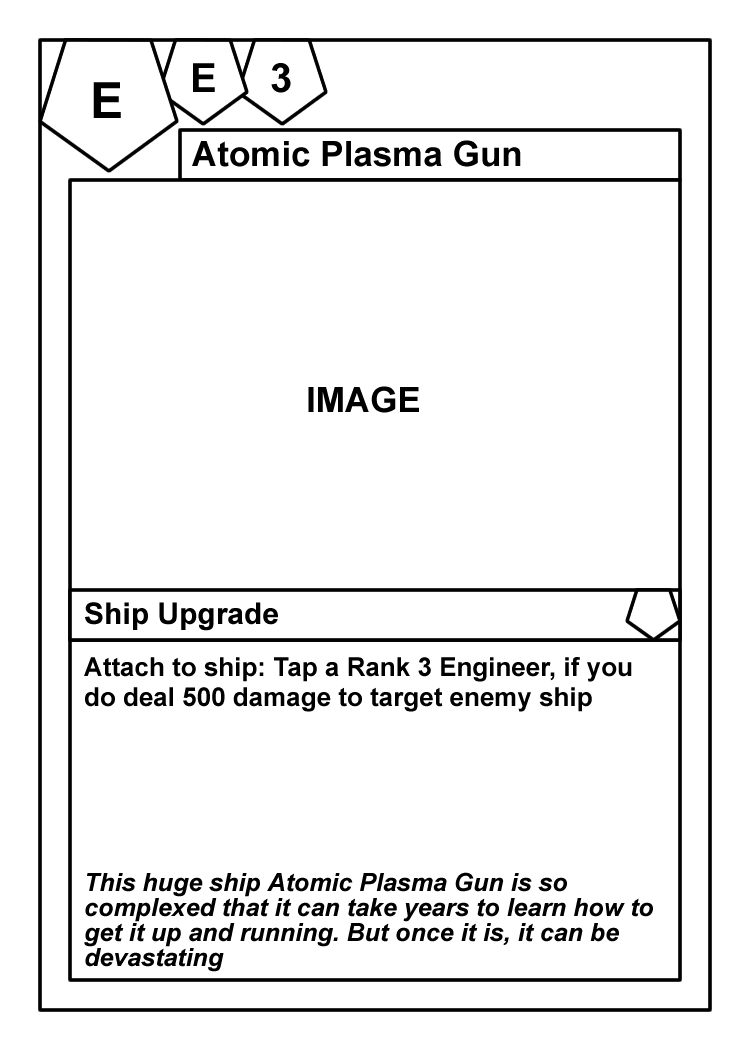 E E 3
Atomic Plasma Gun
IMAGE
Ship Upgrade
Attach to ship: Tap a Rank 3 Engineer, if you
do deal 500 damage to target enemy ship
This huge ship Atomic Plasma Gun is so
complexed that it can take years to learn how to
get it up and running. But once it is, it can be
devastating